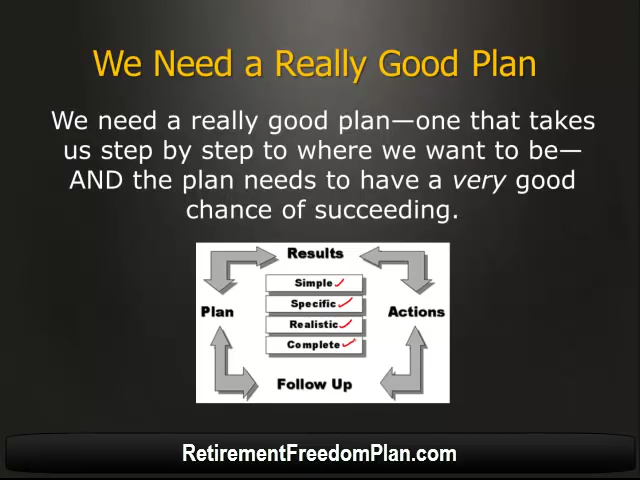 We Need a Really Good Plan
We need a really good plan—one that takes
us step by step to where we want to be—
AND the plan needs to have a very good
chance of succeeding.
Results
Simple
Specific
Plan
Actions
Realistic
Complete
Follow Up
RetirementFreedomPlan.com